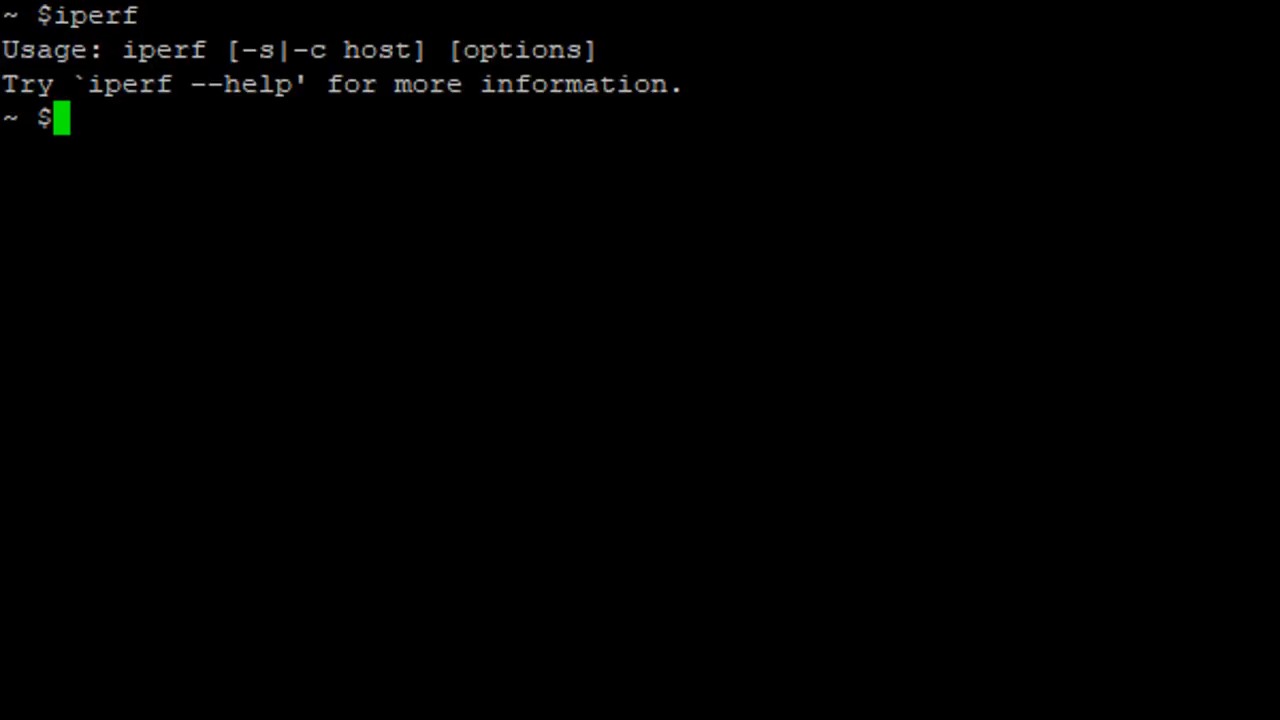 ~ $iperf
Usage: iperf [-s|-c host] [options]
Try `iperf --help' for more information.
~ $